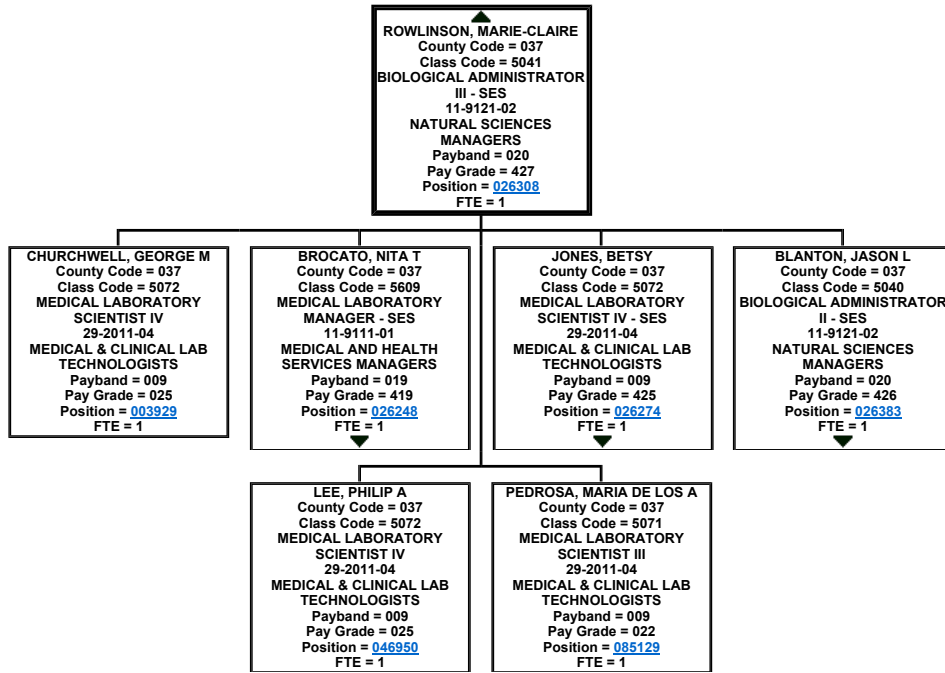 ROWLINSON, MARIE-CLAIRE
County Code = 037
Class Code = 5041
BIOLOGICAL ADMINISTRATOR
III - SES
11-9121-02
NATURAL SCIENCES
MANAGERS
Payband = 020
Pay Grade = 427
Position = 026308
FTE = 1
CHURCHWELL, GEORGE M
County Code = 037
Class Code = 5072
MEDICAL LABORATORY
SCIENTIST IV
29-2011-04
MEDICAL & CLINICAL LAB
TECHNOLOGISTS
Payband = 009
Pay Grade = 025
Position = 003929
FTE = 1
BROCATO, NITA T
County Code = 037
Class Code = 5609
MEDICAL LABORATORY
MANAGER - SES
11-9111-01
MEDICAL AND HEALTH
SERVICES MANAGERS
Payband = 019
Pay Grade = 419
Position = 026248
FTE = 1
JONES, BETSY
County Code = 037
Class Code = 5072
MEDICAL LABORATORY
SCIENTIST IV - SES
29-2011-04
MEDICAL & CLINICAL LAB
TECHNOLOGISTS
Payband = 009
Pay Grade = 425
Position = 026274
FTE = 1
BLANTON, JASON L
County Code = 037
Class Code = 5040
BIOLOGICAL ADMINISTRATOR
II - SES
11-9121-02
NATURAL SCIENCES
MANAGERS
Payband = 020
Pay Grade = 426
Position = 026383
FTE = 1
LEE, PHILIP A
County Code = 037
Class Code = 5072
MEDICAL LABORATORY
SCIENTIST IV
29-2011-04
MEDICAL & CLINICAL LAB
TECHNOLOGISTS
Payband = 009
Pay Grade = 025
Position = 046950
FTE = 1
PEDROSA, MARIA DE LOS A
County Code = 037
Class Code = 5071
MEDICAL LABORATORY
SCIENTIST III
29-2011-04
MEDICAL & CLINICAL LAB
TECHNOLOGISTS
Payband = 009
Pay Grade = 022
Position = 085129
FTE = 1